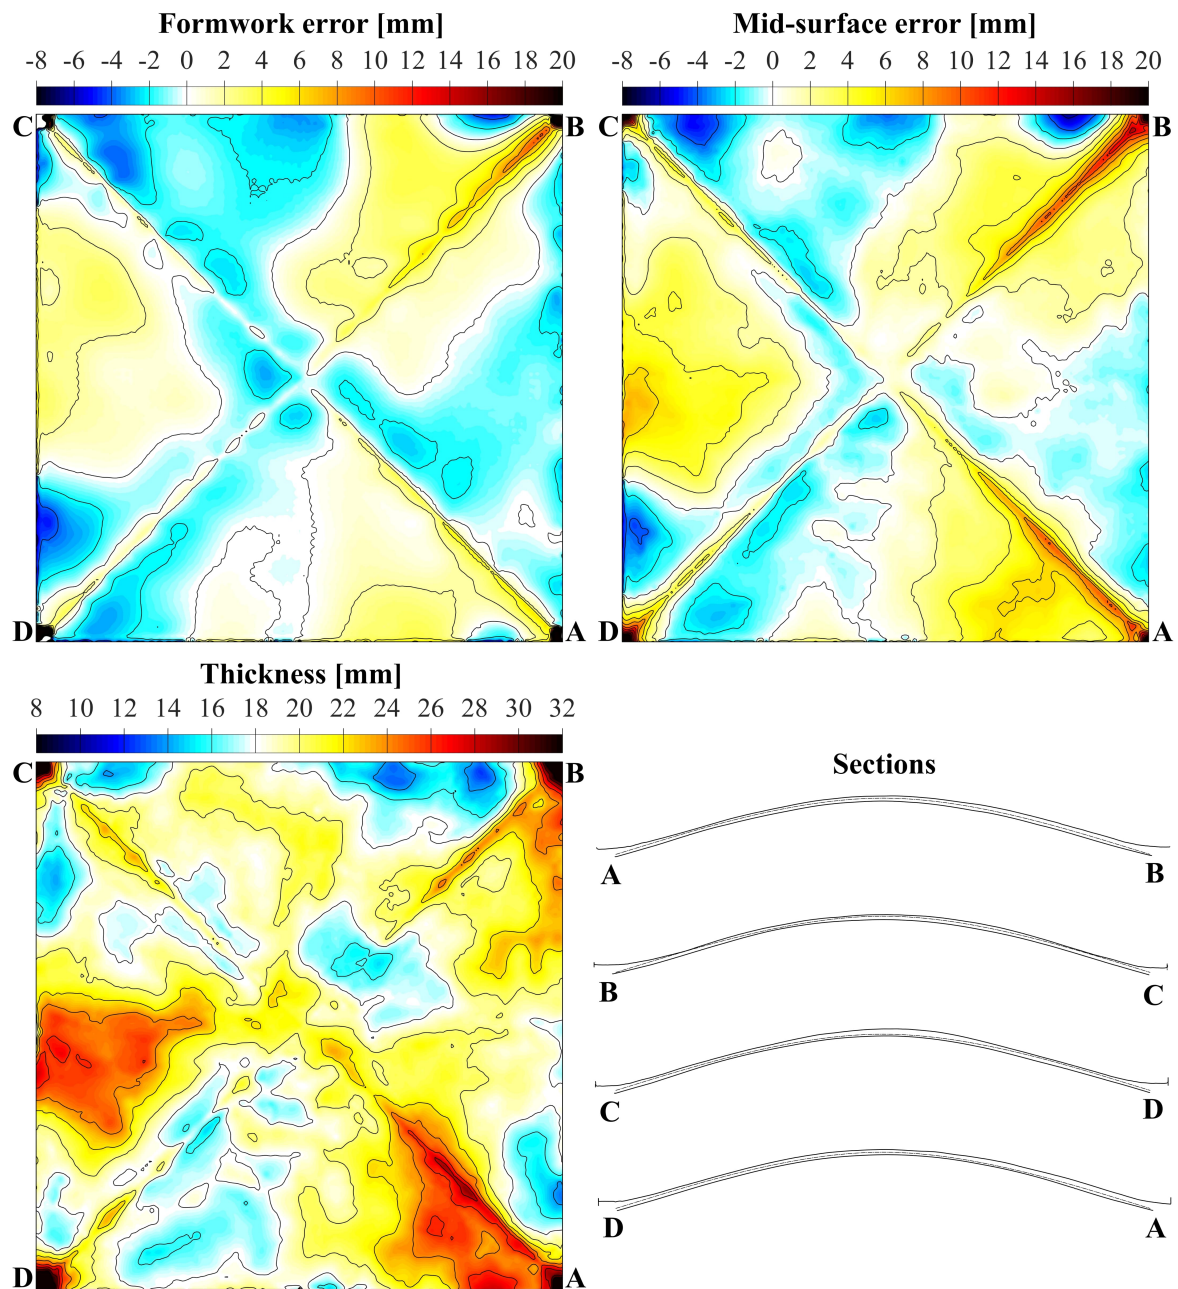 Formwork error [mm]
-8 -6 -4 -2 0 2 4 6 8 10 12 14 16 18 20
C B
D A
Mid-surface error [mm]
-8 -6 -4 -2 0 2 4 6 8 10 12 14 16 18 20
C B
D A
Thickness [mm]
8 10 12 14 16 18 20 22 24 26 28 30 32
C B
D A
Sections
A B
B C
C D
D A